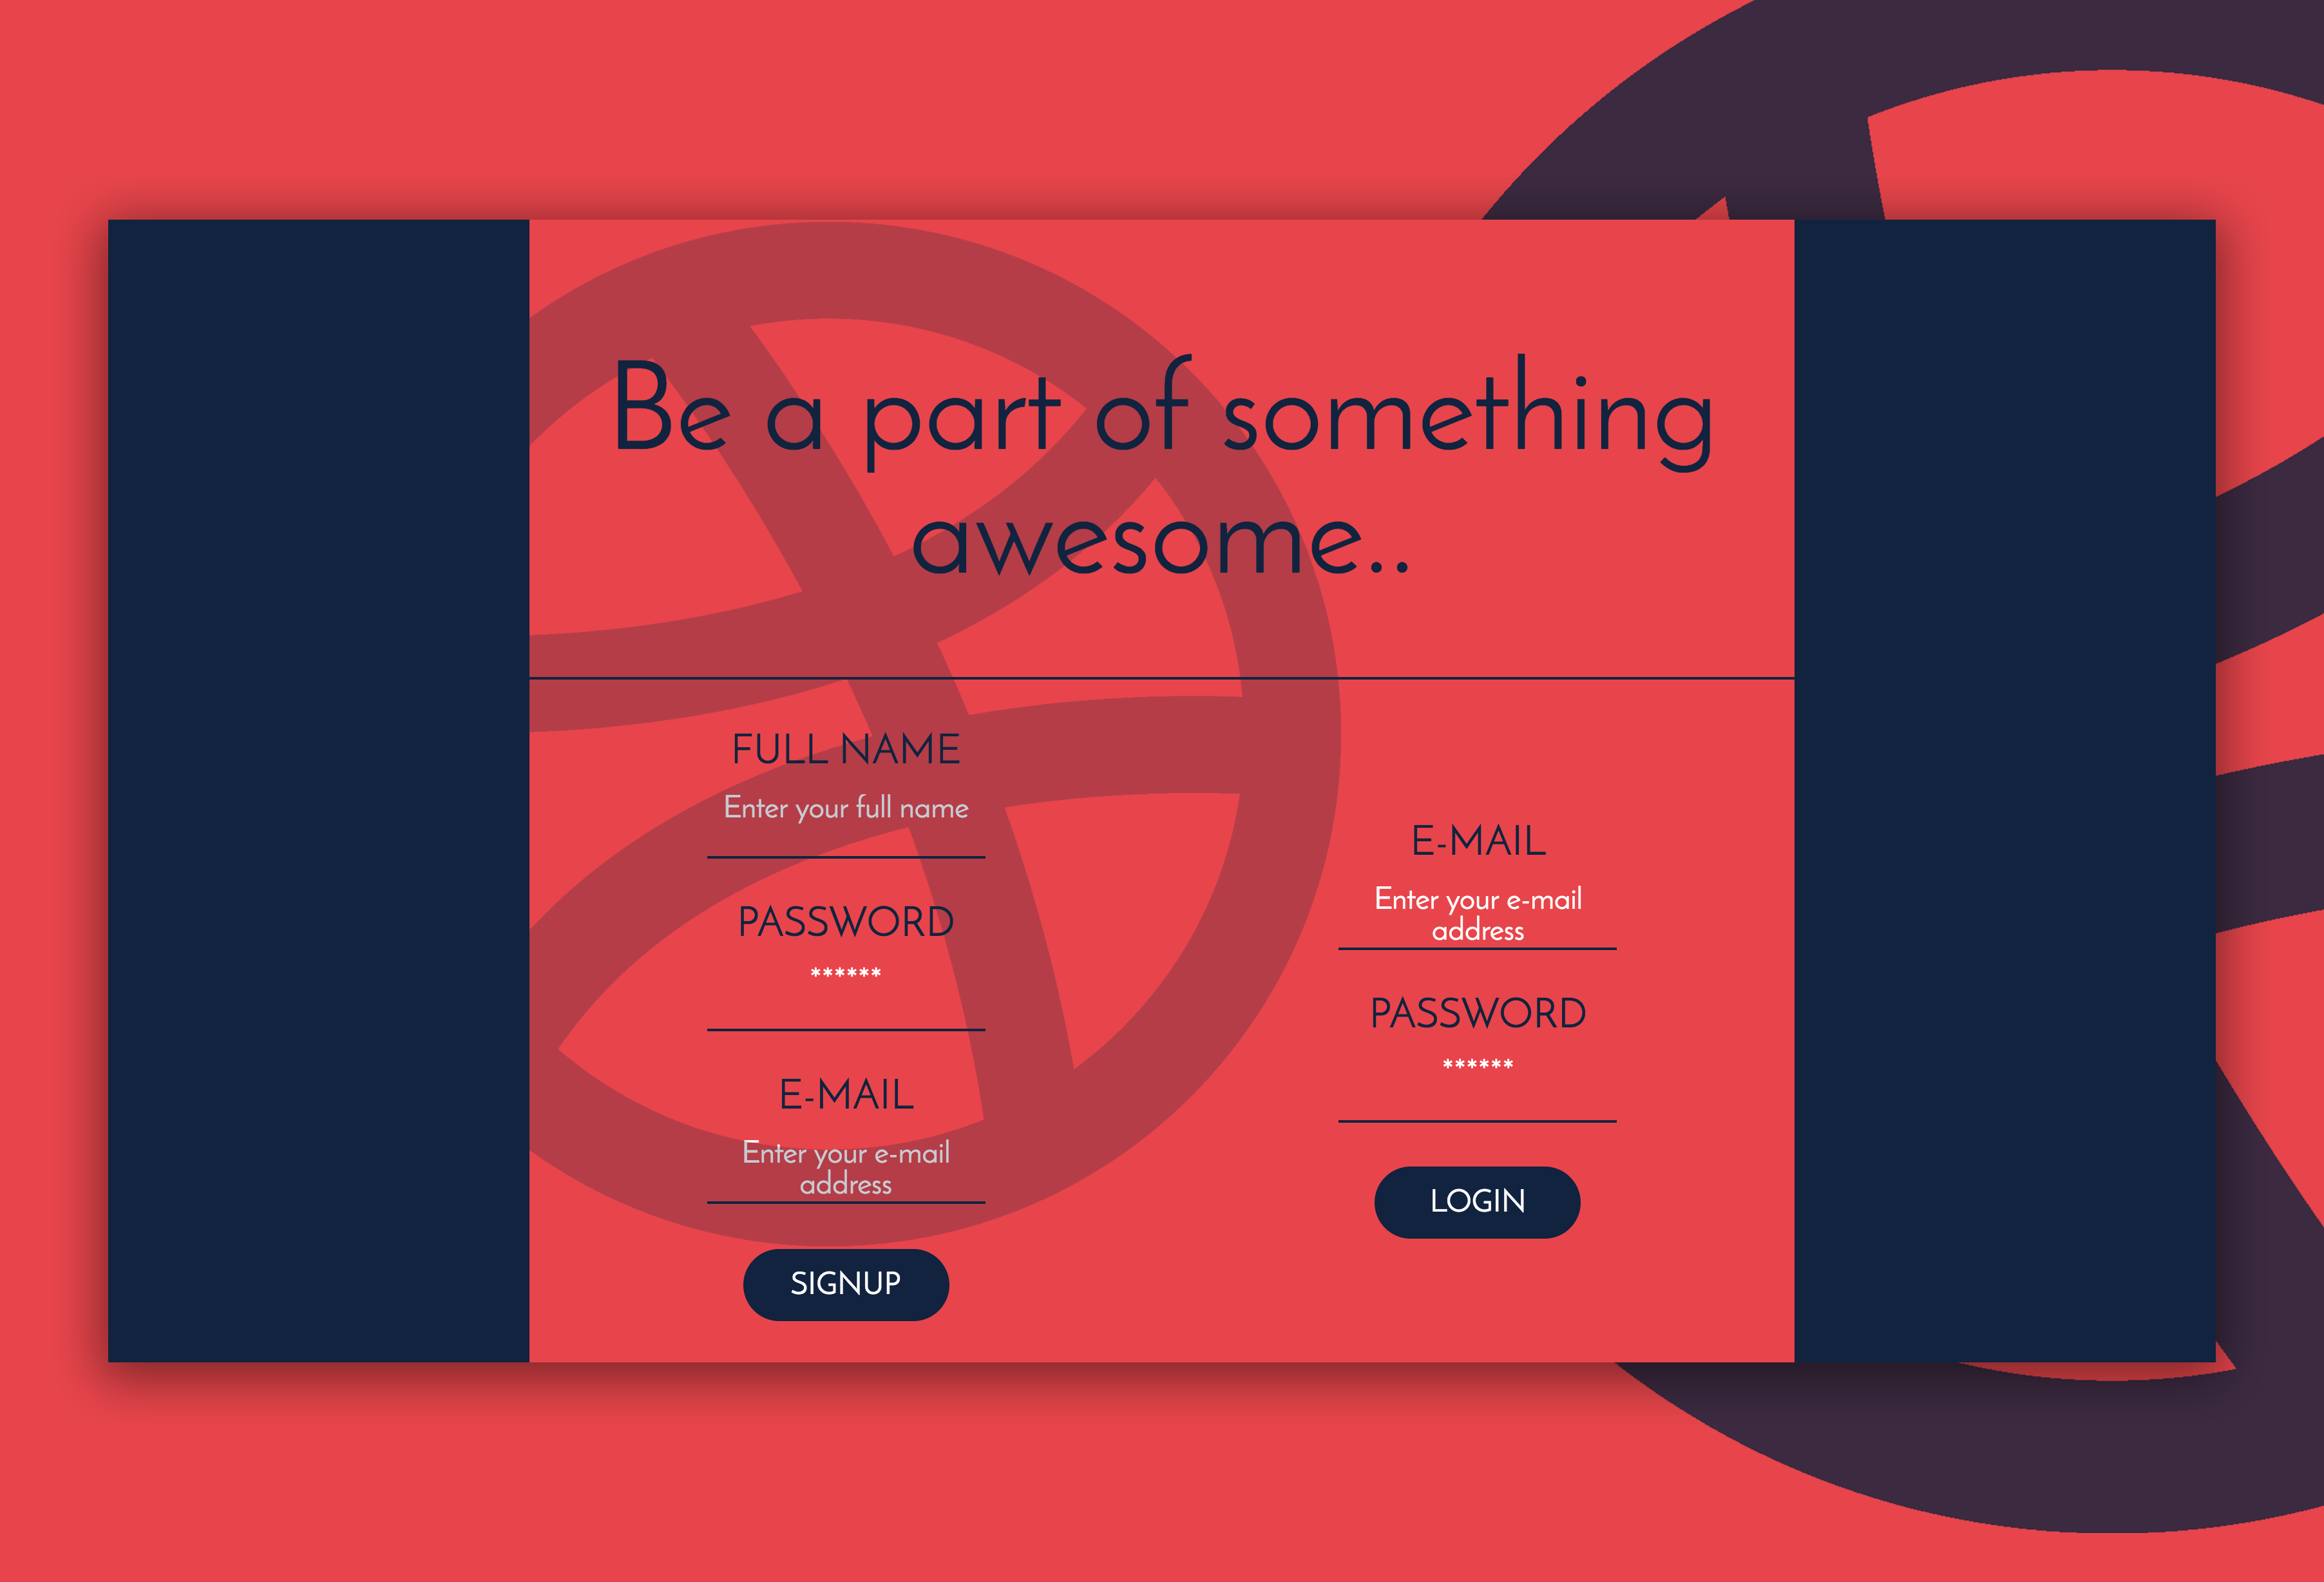 Be a part of something
awesome..
FULL NAME
Enter your full name
PASSWORD
******
E-MAIL
Enter your e-mail
address
SIGNUP
E-MAIL
Enter your e-mail
address
PASSWORD
******
LOGIN